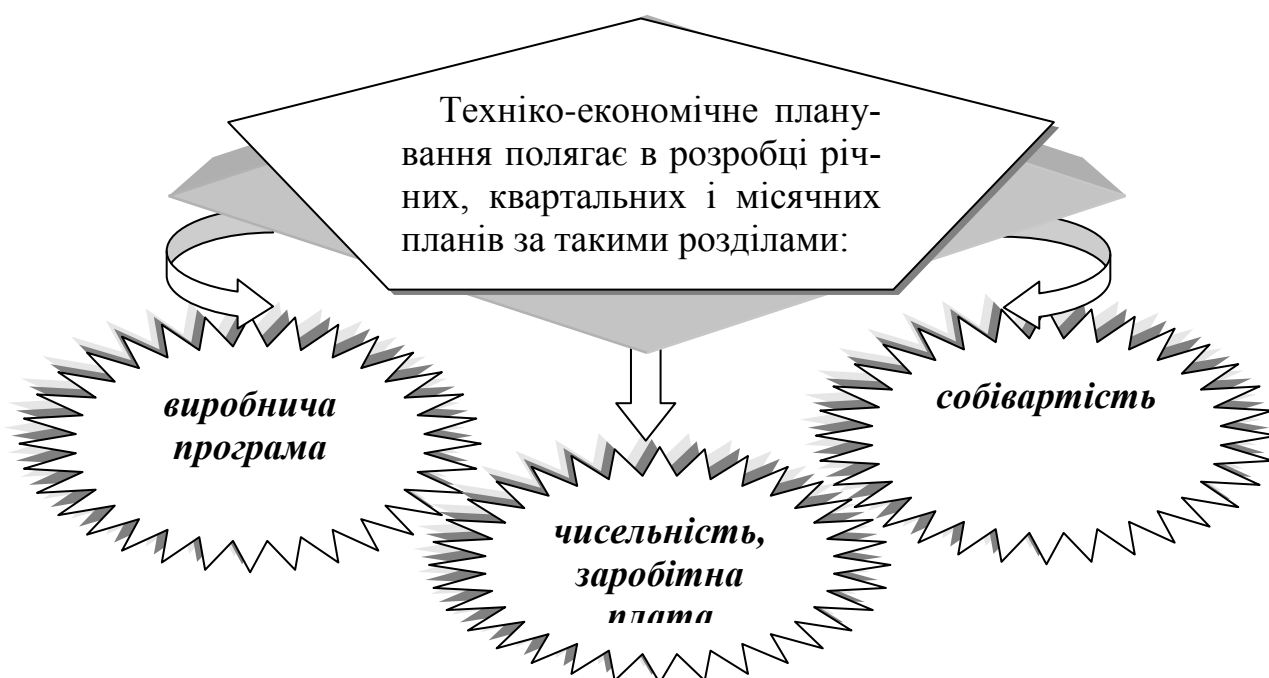 Техніко-економічне плану-
вання полягає в розробці річ-
них, квартальних і місячних
планів за такими розділами:
виробнича
програма
чисельність,
заробітна
плата
собівартість